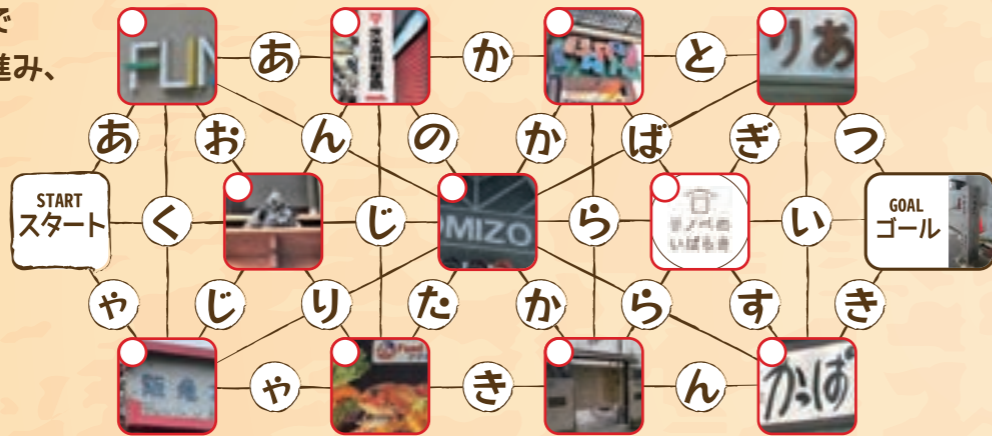 で
進み、
FUN
あ
か
と
りあ
あ
お
ん
の
か
ば
ぎ
つ
START
スタート
く
じ
MIZO
ら
い
GOAL
ゴール
ゃ
じ
り
た
か
ら
す
き
ゃ
き
ん
かっぱ